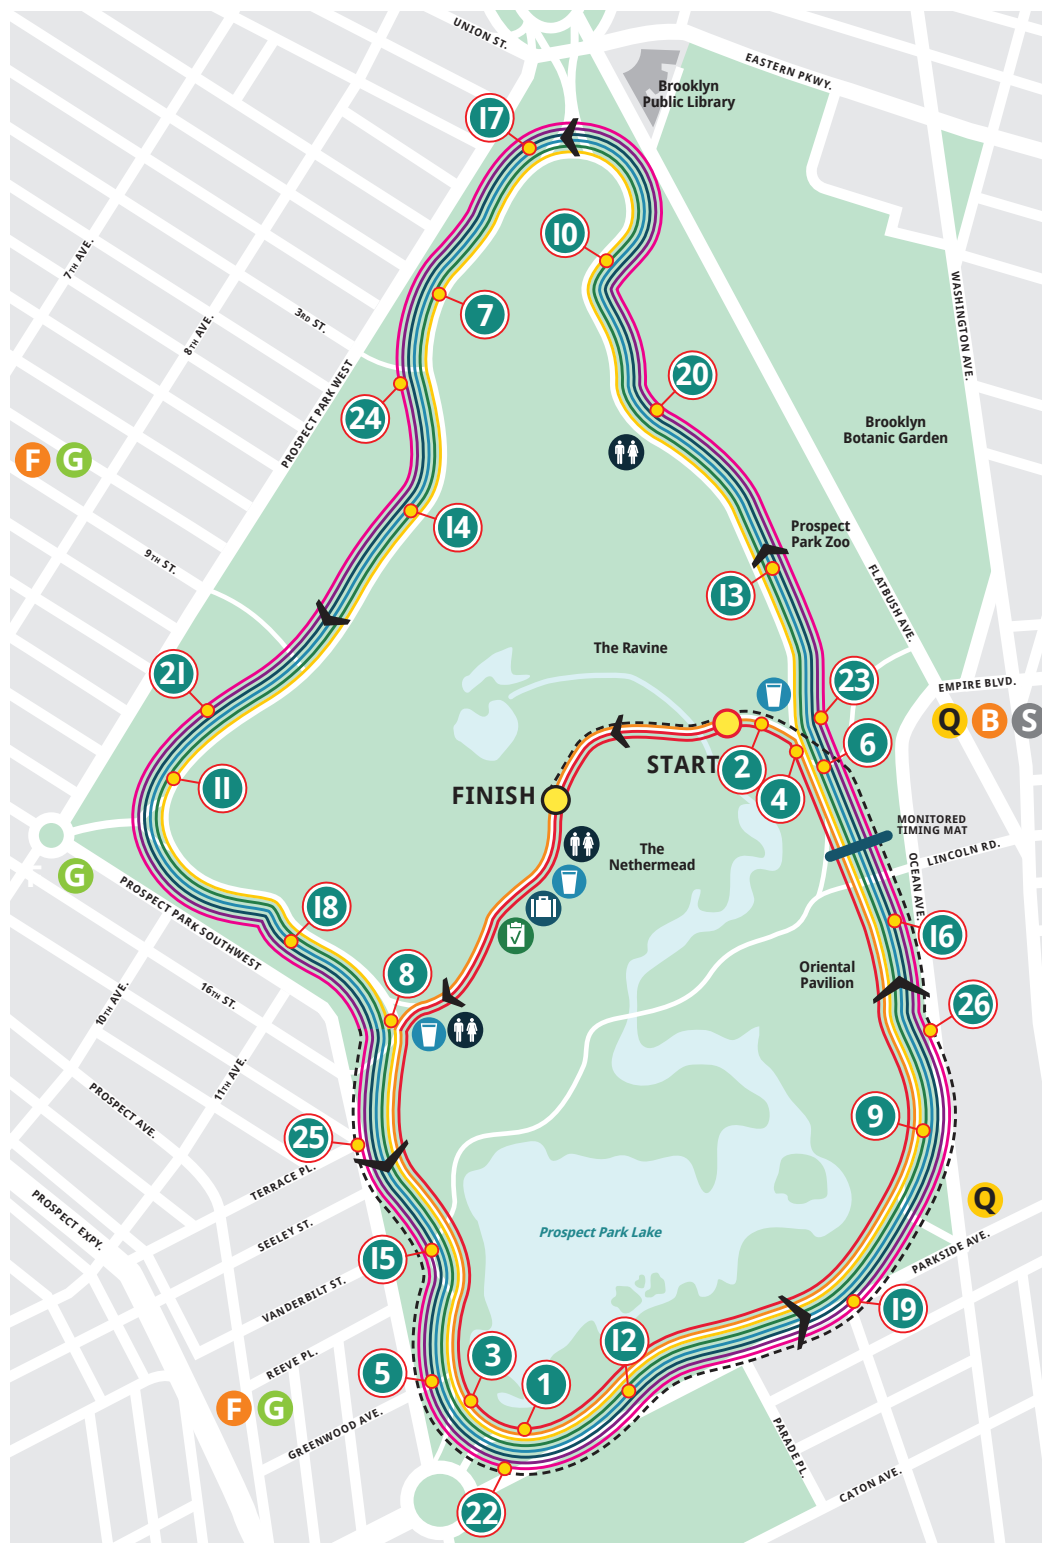 UNION ST.
EASTERN PKWY.
Brooklyn
Public Library
17
10
7TH AVE.
8TH AVE.
3RD ST.
7
WASHINGTON AVE.
20
24
PROSPECT PARK WEST
Brooklyn
Botanic Garden
F
G
14
Prospect
Park Zoo
9TH ST.
13
FLATBUSH AVE.
The Ravine
21
23
EMPIRE BLVD.
Q
B
S
6
START
2
4
11
FINISH
MONITORED
TIMING MAT
LINCOLN RD.
The
Nethermead
G
OCEAN AVE.
PROSPECT PARK SOUTHWEST
18
16
8
Oriental
Pavilion
16TH ST.
10TH AVE.
26
11TH AVE.
PROSPECT AVE.
9
25
TERRACE PL.
Q
PROSPECT EXPY.
SEELEY ST.
Prospect Park Lake
PARKSIDE AVE.
15
VANDERBILT ST.
19
12
REEVE PL.
3
5
1
F
G
GREENWOOD AVE.
PARADE PL.
CATON AVE.
22